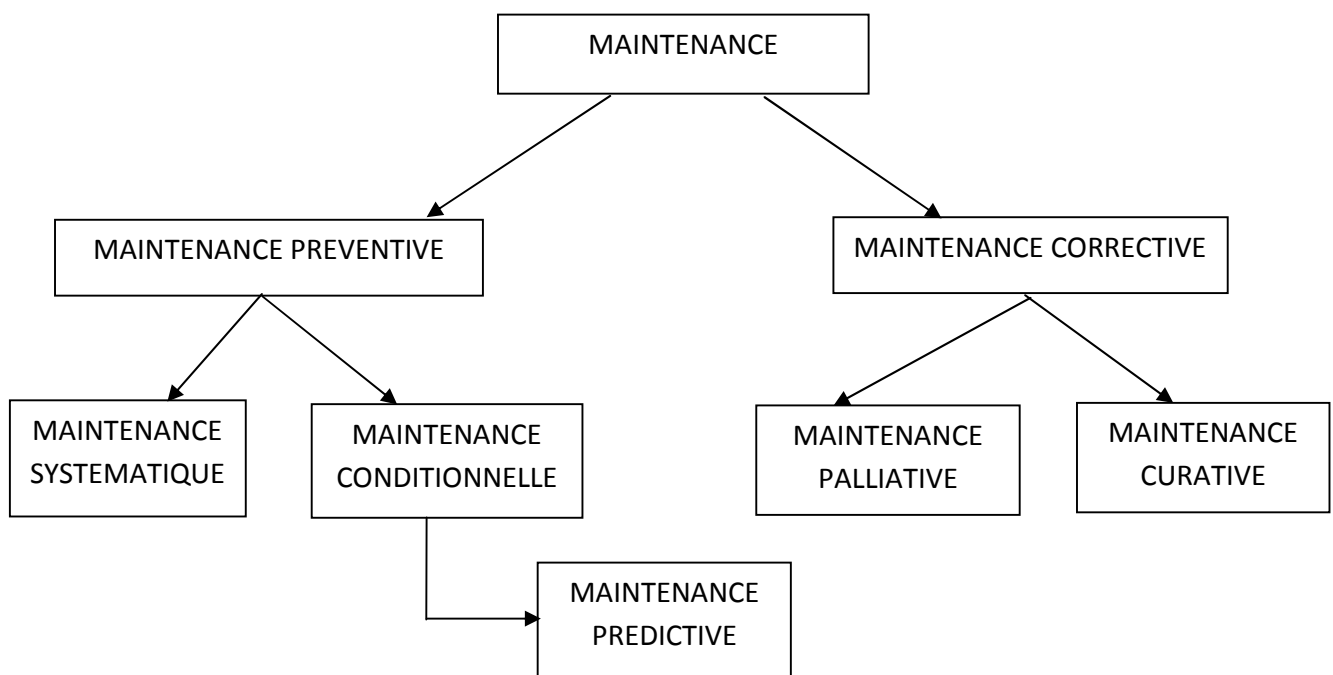 MAINTENANCE
MAINTENANCE PREVENTIVE
MAINTENANCE CORRECTIVE
MAINTENANCE
SYSTEMATIQUE
MAINTENANCE
CONDITIONNELLE
MAINTENANCE
PALLIATIVE
MAINTENANCE
CURATIVE
MAINTENANCE
PREDICTIVE